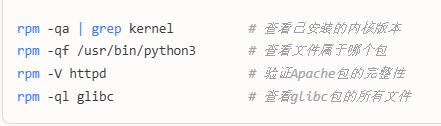 rpm -qa | grep kernel # 查看已安装的内核版本
rpm -qf /usr/bin/python3 # 查看文件属于哪个包
rpm -V httpd # 验证Apache包的完整性
rpm -ql glibc # 查看glibc包的所有文件